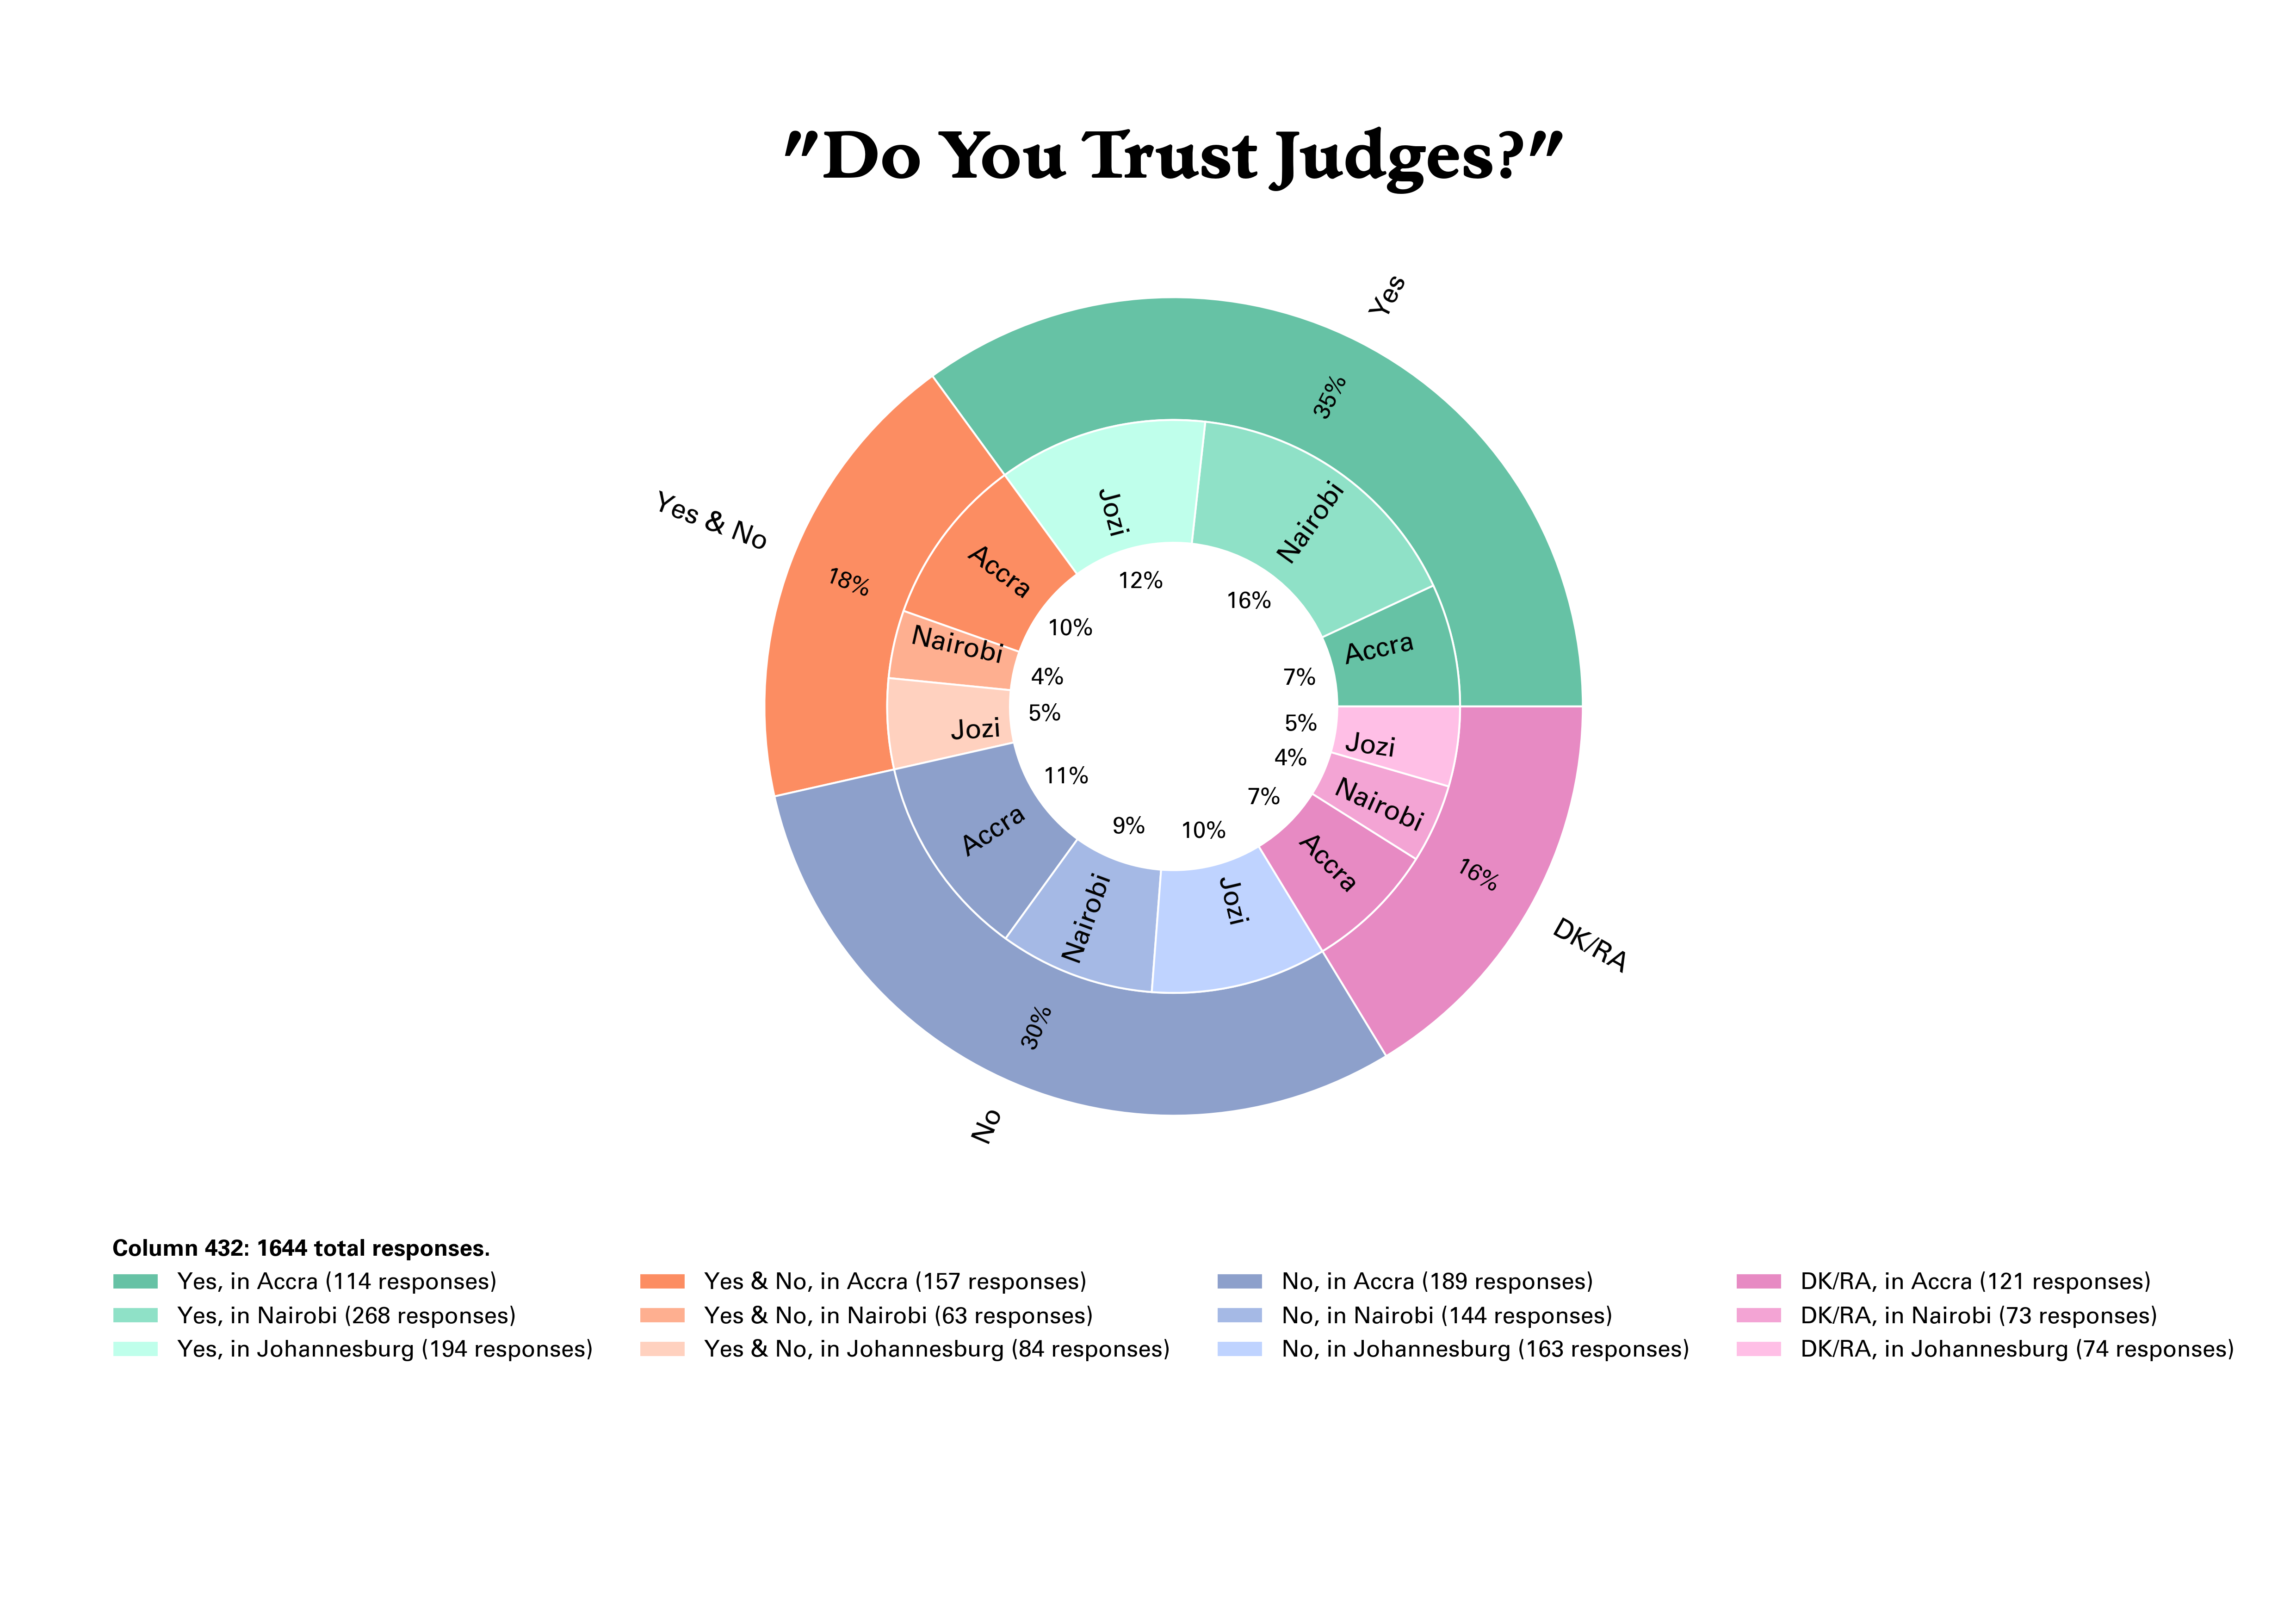 "Do You Trust Judges?"
Yes
35%
Yes & No
18%
Jozi
Nairobi
Accra
12%
16%
7%
Accra
Nairobi
Jozi
10%
4%
5%
5%
4%
7%
Jozi
Nairobi
Accra
11%
9%
10%
Accra
Nairobi
Jozi
16%
DK/RA
30%
No
Column 432: 1644 total responses.
Yes, in Accra (114 responses)
Yes, in Nairobi (268 responses)
Yes, in Johannesburg (194 responses)
Yes & No, in Accra (157 responses)
Yes & No, in Nairobi (63 responses)
Yes & No, in Johannesburg (84 responses)
No, in Accra (189 responses)
No, in Nairobi (144 responses)
No, in Johannesburg (163 responses)
DK/RA, in Accra (121 responses)
DK/RA, in Nairobi (73 responses)
DK/RA, in Johannesburg (74 responses)